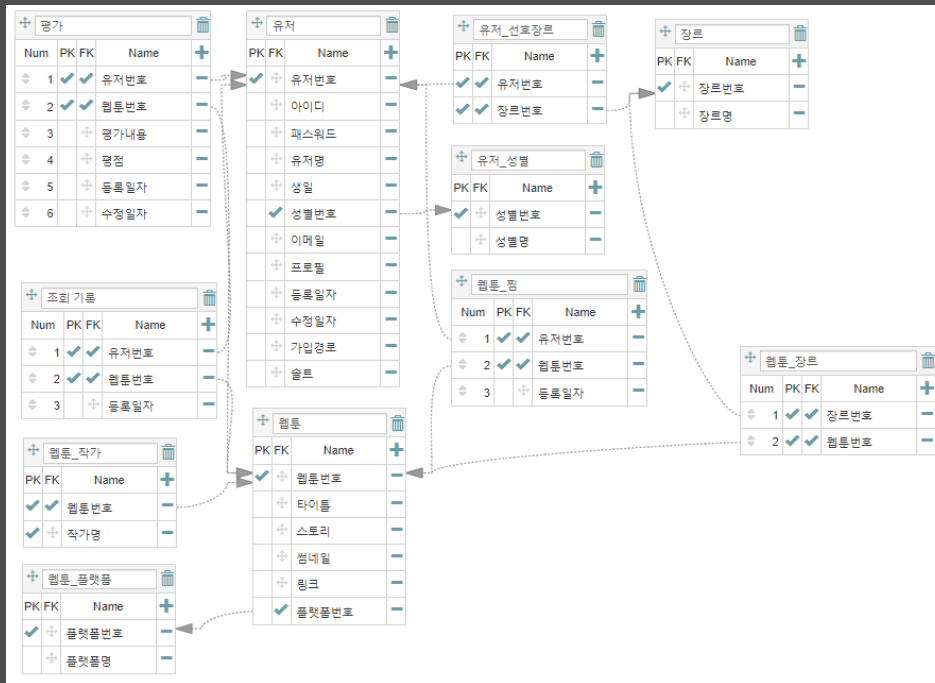 평가
Num PK FK Name
1 유저번호
2 웹툰번호
3 평가내용
4 평점
5 등록일자
6 수정일자
유저
PK FK Name
유저번호
아이디
패스워드
유저명
생일
성별번호
이메일
프로필
등록일자
수정일자
가입경로
솔트
유저_선호장르
PK FK Name
유저번호
장르번호
장르
PK FK Name
장르번호
장르명
유저_성별
PK FK Name
성별번호
성별명
조회 기록
Num PK FK Name
1 유저번호
2 웹툰번호
3 등록일자
웹툰_찜
Num PK FK Name
1 유저번호
2 웹툰번호
3 등록일자
웹툰_장르
Num PK FK Name
1 장르번호
2 웹툰번호
웹툰_작가
PK FK Name
웹툰번호
작가명
웹툰
PK FK Name
웹툰번호
타이틀
스토리
썸네일
링크
플랫폼번호
웹툰_플랫폼
PK FK Name
플랫폼번호
플랫폼명